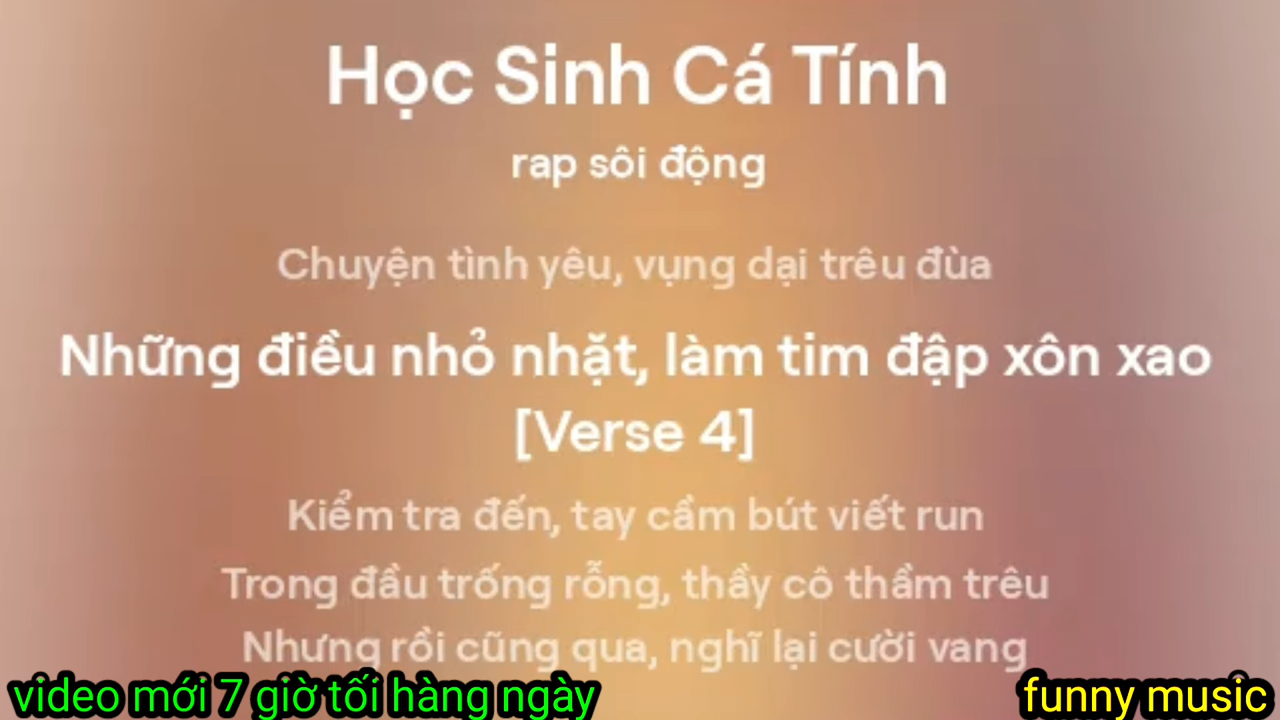 Học Sinh Cá Tính
rap sôi động
Chuyện tình yêu, vụng dại trêu đùa
Những điều nhỏ nhặt, làm tim đập xôn xao
[Verse 4]
Kiểm tra đến, tay cầm bút viết run
Trong đầu trống rỗng, thầy cô thầm trêu
Nhưng rồi cũng qua, nghĩ lại cười vang
video mới 7 giờ tối hàng ngày
funny music